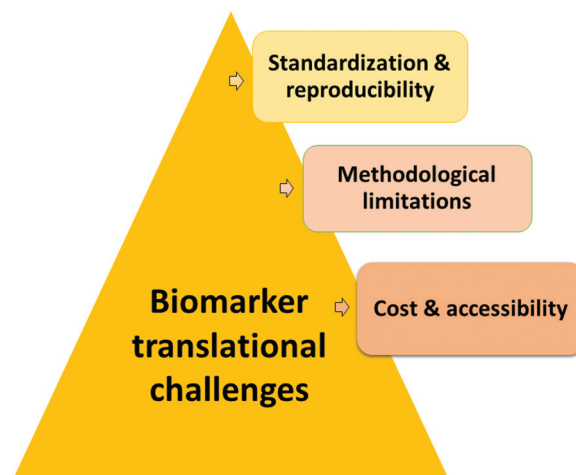 Standardization &
reproducibility
Methodological
limitations
Cost & accessibility
Biomarker
translational
challenges